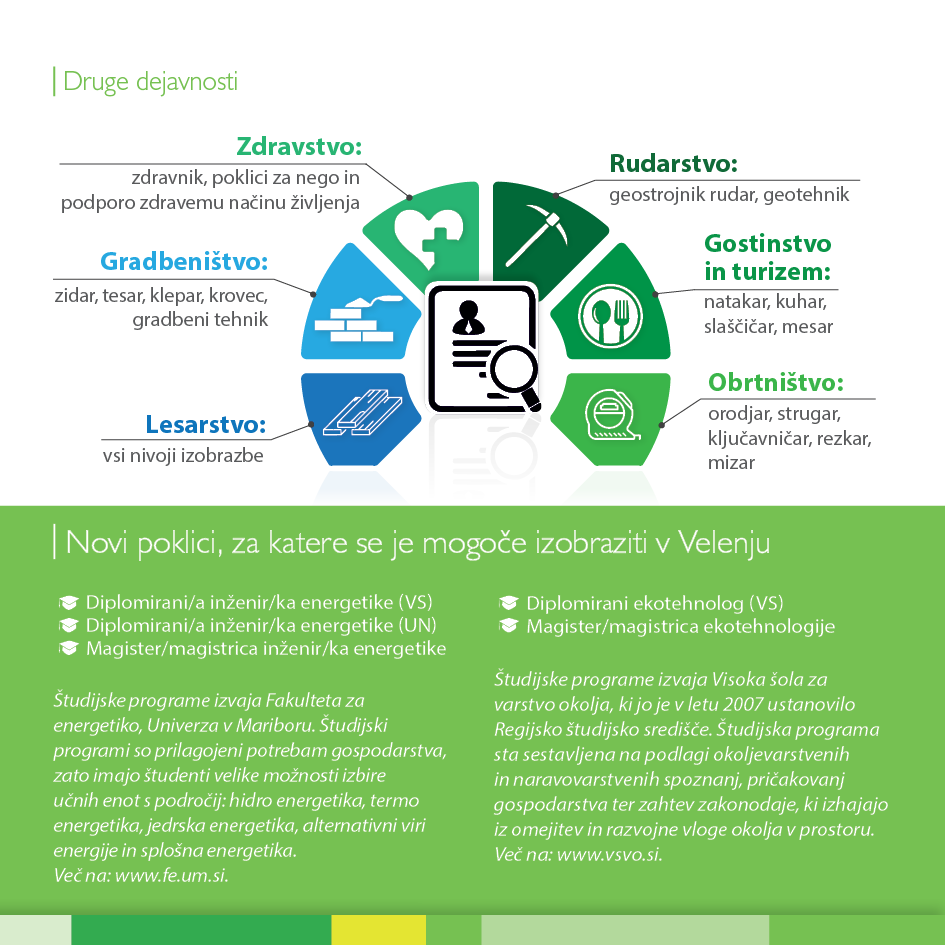 Druge dejavnosti
Zdravstvo:
zdravnik, poklici za nego in
podporo zdravemu načinu življenja
Gradbeništvo:
zidar, tesar, klepar, krovec,
gradbeni tehnik
Lesarstvo:
vsi nivoji izobrazbe
Rudarstvo:
geostrojnik rudar, geotehnik
Gostinstvo
in turizem:
natakar, kuhar,
slaščičar, mesar
Obrtništvo:
orodjar, strugar,
ključavničar, rezkar,
mizar
Novi poklici, za katere se je mogoče izobraziti v Velenju
Diplomirani/a inženir/ka energetike (VS)
Diplomirani/a inženir/ka energetike (UN)
Magister/magistrica inženir/ka energetike
Študijske programe izvaja Fakulteta za
energetiko, Univerza v Mariboru. Študijski
programi so prilagojeni potrebam gospodarstva,
zato imajo študenti velike možnosti izbire
učnih enot s področij: hidro energetika, termo
energetika, jedrska energetika, alternativni viri
energije in splošna energetika.
Več na: www.fe.um.si.
Diplomirani ekotehnolog (VS)
Magister/magistrica ekotehnologije
Študijske programe izvaja Visoka šola za
varstvo okolja, ki jo je v letu 2007 ustanovilo
Regijsko študijsko središče. Študijska programa
sta sestavljena na podlagi okoljevarstvenih
in naravovarstvenih spoznanj, pričakovanj
gospodarstva ter zahtev zakonodaje, ki izhajajo
iz omejitev in razvojne vloge okolja v prostoru.
Več na: www.vsvo.si.